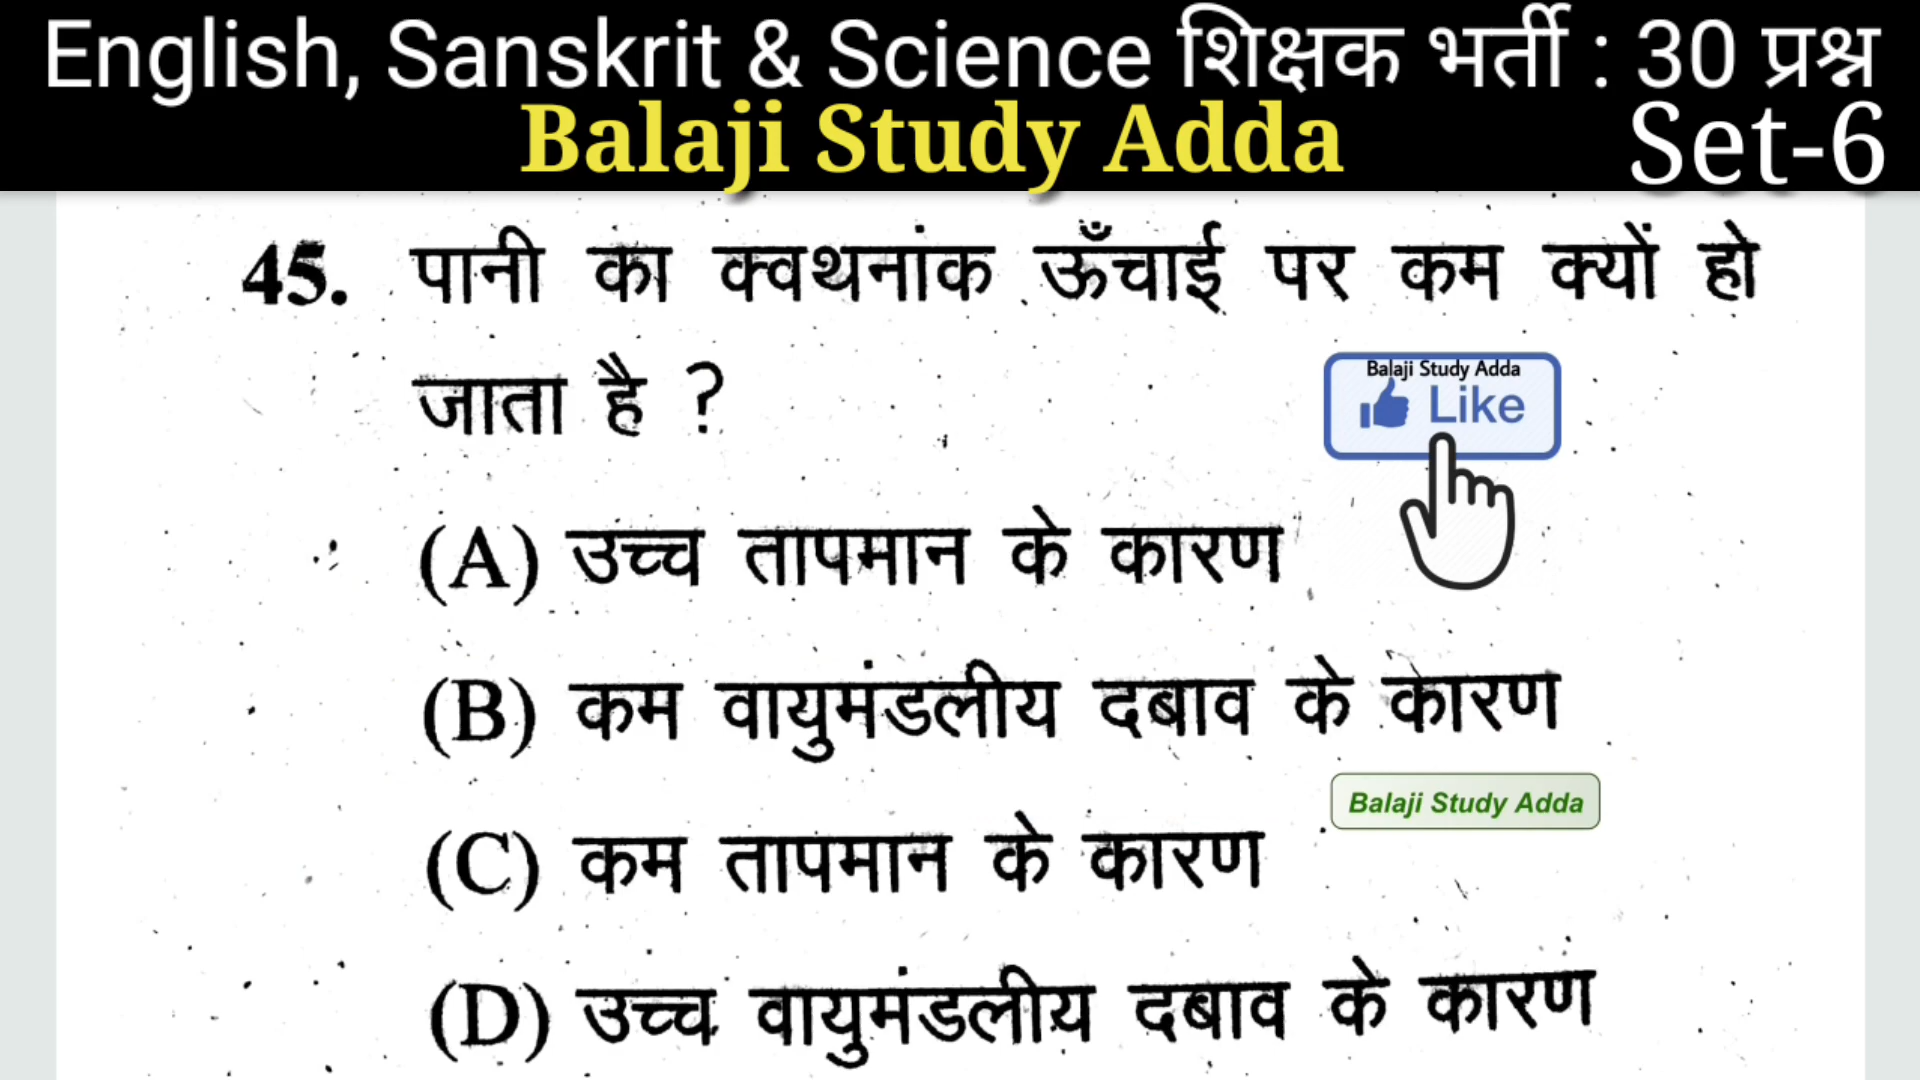 English, Sanskrit & Science शिक्षक भर्ती : 30 प्रश्न
Balaji Study Adda
Set-6
45. पानी का क्वथनांक ऊँचाई पर कम क्यों हो
जाता है ?
Balaji Study Adda
Like
(A) उच्च तापमान के कारण
(B) कम वायुमंडलीय दबाव के कारण
Balaji Study Adda
(C) कम तापमान के कारण
(D) उच्च वायुमंडलीय दबाव के कारण